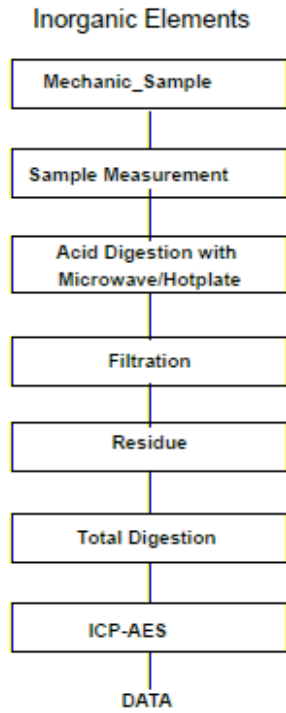 Inorganic Elements
Mechanic_Sample
Sample Measurement
Acid Digestion with
Microwave/Hotplate
Filtration
Residue
Total Digestion
ICP-AES
DATA